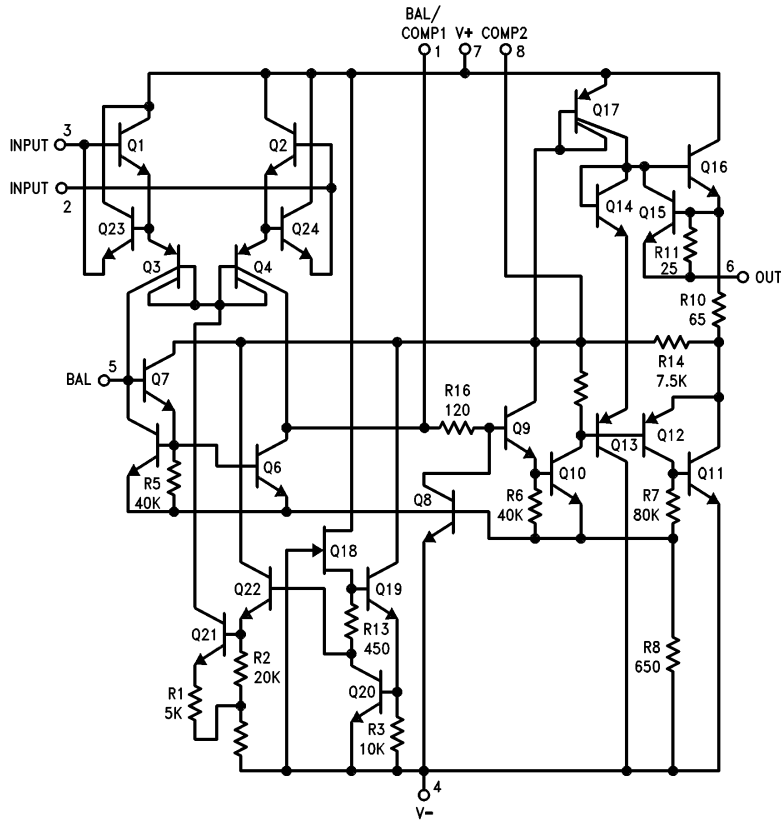 BAL/
COMP1 V+ COMP2
1 7 8
Q17
INPUT 3
Q1
Q2
Q16
INPUT
2
Q14
Q15
Q23
Q24
R11
25
6
OUT
Q3
Q4
R10
65
BAL 5
Q7
R14
7.5K
R16
120
Q9
Q13
Q12
Q6
Q10
Q11
R5
40K
Q8
R6
40K
R7
80K
Q18
Q22
Q19
R13
450
Q21
R2
20K
R8
650
R1
5K
Q20
R3
10K
4
V-